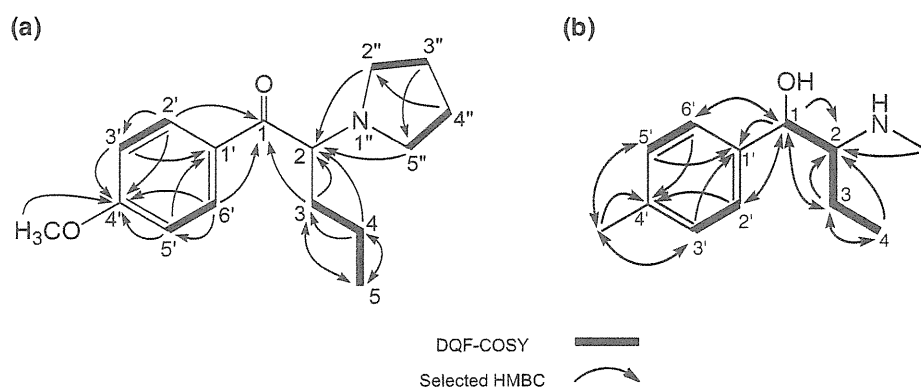 (a)
O
1
2'
3'
1'
4'
5'
6'
H₃CO
2
N
1"
2"
3"
4"
5"
3
4
5
(b)
OH
1
2
H
N
6'
5'
1'
4'
2'
3'
3
4
DQF-COSY
Selected HMBC